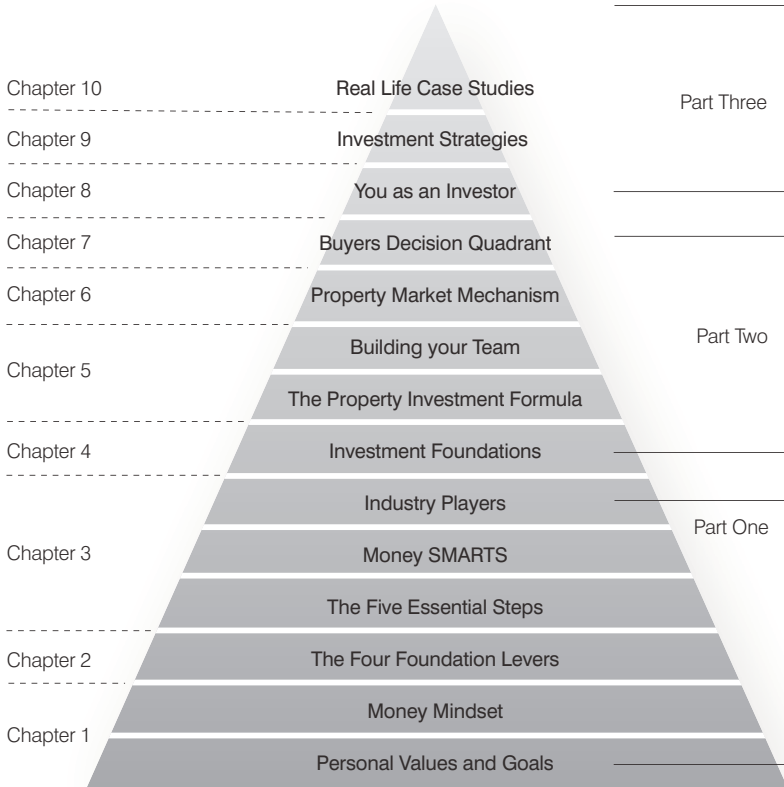 Chapter 10
Real Life Case Studies
Part Three
Chapter 9
Investment Strategies
Chapter 8
You as an Investor
Chapter 7
Buyers Decision Quadrant
Chapter 6
Property Market Mechanism
Part Two
Building your Team
Chapter 5
The Property Investment Formula
Chapter 4
Investment Foundations
Industry Players
Part One
Chapter 3
Money SMARTS
The Five Essential Steps
Chapter 2
The Four Foundation Levers
Money Mindset
Chapter 1
Personal Values and Goals